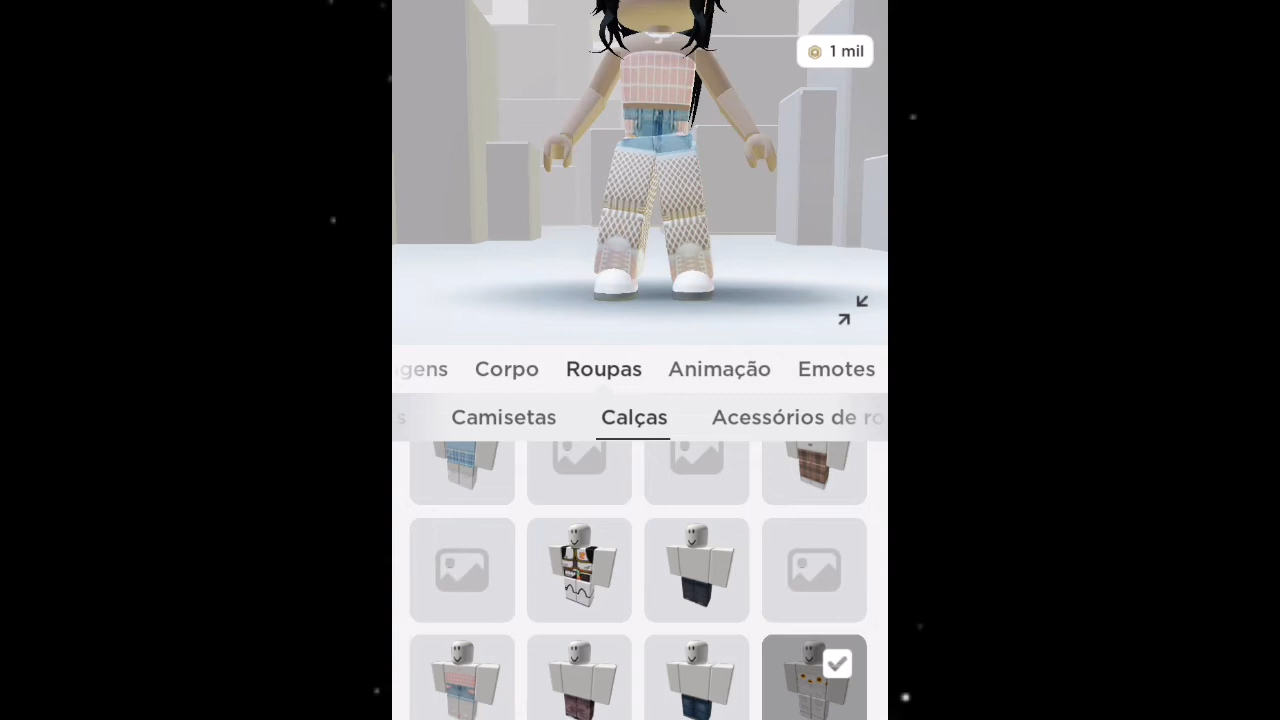 1 mil
gens Corpo Roupas Animação Emotes
s Camisetas Calças Acessórios de ro